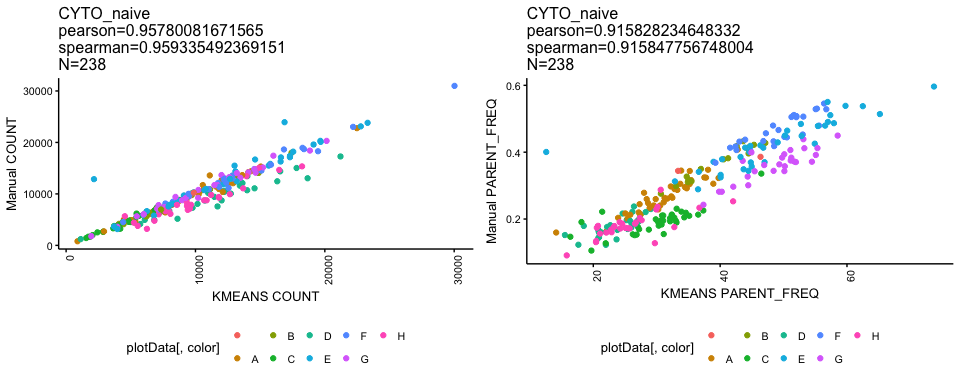 CYTO_naive
pearson=0.95780081671565
spearman=0.959335492369151
N=238
30000
20000
10000
0
Manual COUNT
0
10000
20000
30000
KMEANS COUNT
plotData[, color]
B
D
F
H
A
C
E
G
CYTO_naive
pearson=0.915828234648332
spearman=0.915847756748004
N=238
0.6
0.4
0.2
Manual PARENT_FREQ
20
40
60
KMEANS PARENT_FREQ
plotData[, color]
B
D
F
H
A
C
E
G